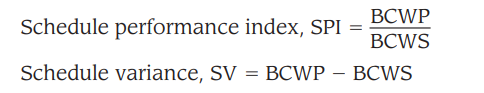 Schedule performance index, SPI = BCWP / BCWS
Schedule variance, SV = BCWP − BCWS